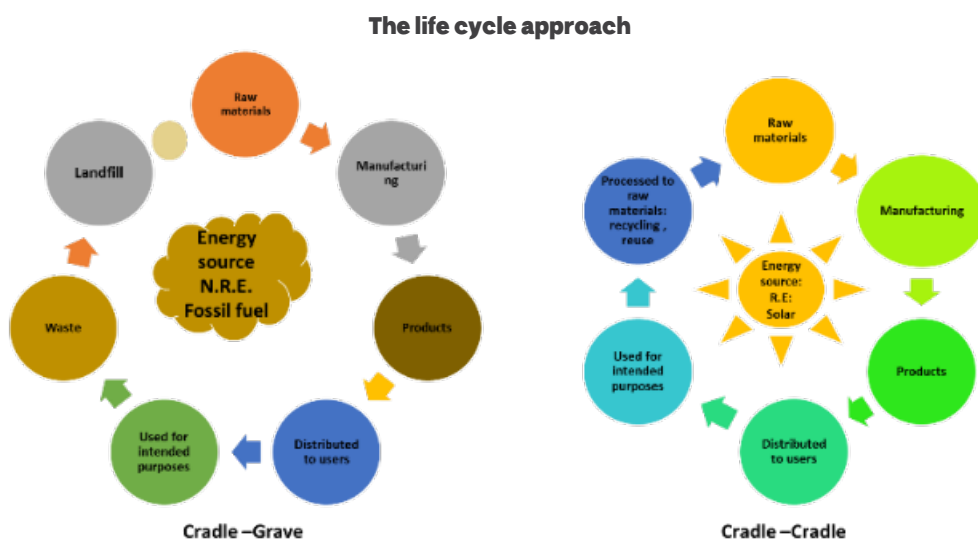 The life cycle approach
Raw
materials
Manufacturi
ng
Products
Distributed
to users
Used for
intended
purposes
Waste
Landfill
Energy
source
N.R.E.
Fossil fuel
Cradle –Grave
Raw
materials
Manufacturing
Products
Distributed
to users
Used for
intended
purposes
Processed to
raw
materials:
recycling ,
reuse
Energy
source:
R.E:
Solar
Cradle –Cradle